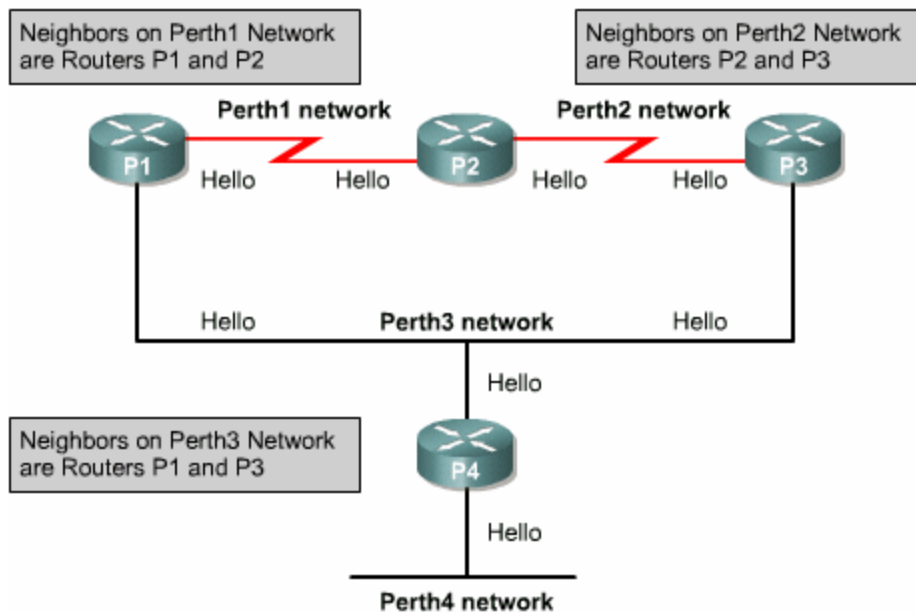 Neighbors on Perth1 Network
are Routers P1 and P2
Neighbors on Perth2 Network
are Routers P2 and P3
Perth1 network
Perth2 network
P1
P2
P3
Hello
Hello
Hello
Hello
Hello
Perth3 network
Hello
Hello
Neighbors on Perth3 Network
are Routers P1 and P3
P4
Hello
Perth4 network